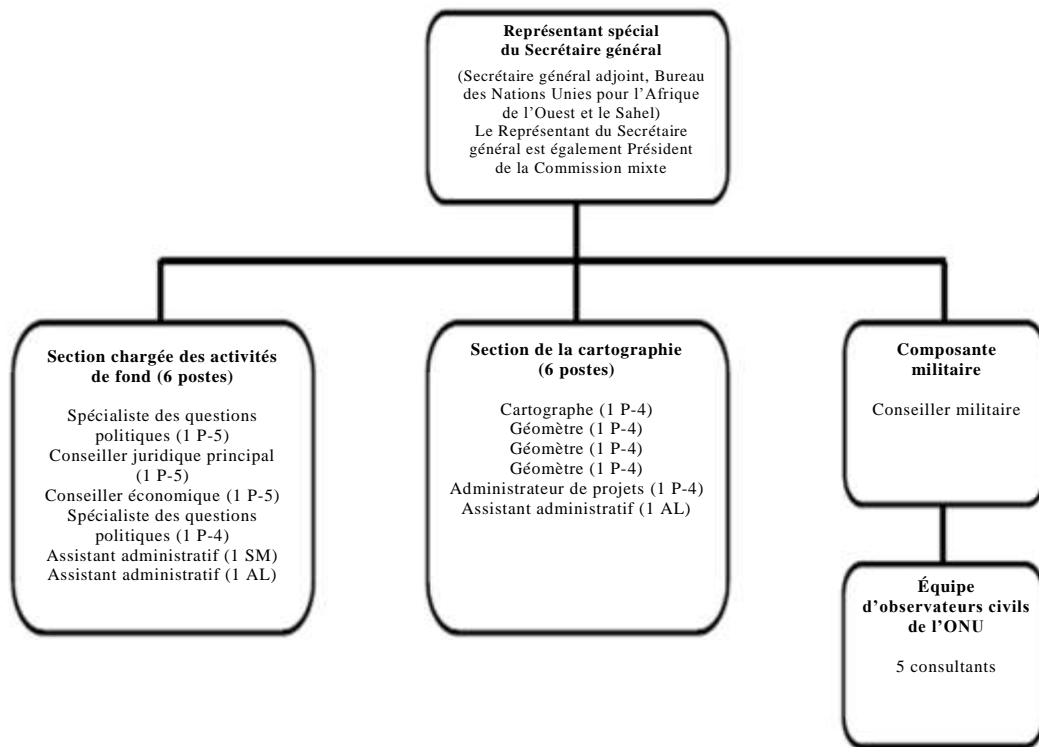 Représentant spécial
du Secrétaire général
(Secrétaire général adjoint, Bureau
des Nations Unies pour l'Afrique
de l'Ouest et le Sahel)
Le Représentant du Secrétaire
général est également Président
de la Commission mixte
Section chargée des activités
de fond (6 postes)
Spécialiste des questions
politiques (1 P-5)
Conseiller juridique principal
(1 P-5)
Conseiller économique (1 P-5)
Spécialiste des questions
politiques (1 P-4)
Assistant administratif (1 SM)
Assistant administratif (1 AL)
Section de la cartographie
(6 postes)
Cartographe (1 P-4)
Géomètre (1 P-4)
Géomètre (1 P-4)
Géomètre (1 P-4)
Administrateur de projets (1 P-4)
Assistant administratif (1 AL)
Composante
militaire
Conseiller militaire
Équipe
d'observateurs civils
de l'ONU
5 consultants